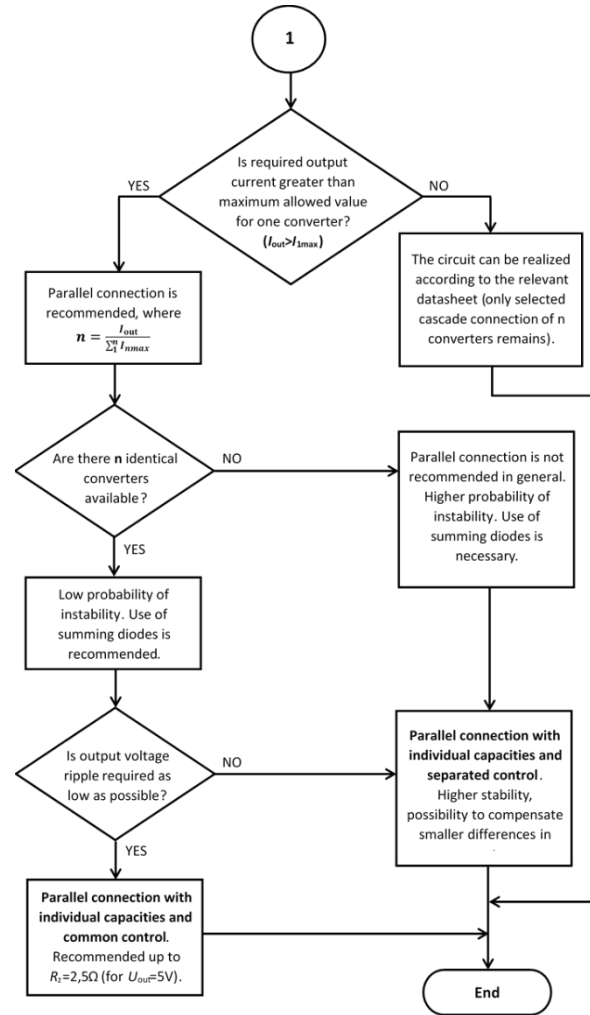 1
Is required output
current greater than
maximum allowed value
for one converter?
(Iout>I1max)
YES
NO
Parallel connection is
recommended, where
n = Iout / ∑₁ⁿ Inmax
The circuit can be realized
according to the relevant
datasheet (only selected
cascade connection of n
converters remains).
Are there n identical
converters
available?
NO
YES
Parallel connection is not
recommended in general.
Higher probability of
instability. Use of
summing diodes is
necessary.
Low probability of
instability. Use of
summing diodes is
recommended.
Is output voltage
ripple required as
low as possible?
NO
YES
Parallel connection with
individual capacities and
separated control.
Higher stability,
possibility to compensate
smaller differences in
Parallel connection with
individual capacities and
common control.
Recommended up to
Rz=2,5Ω (for Uout=5V).
End